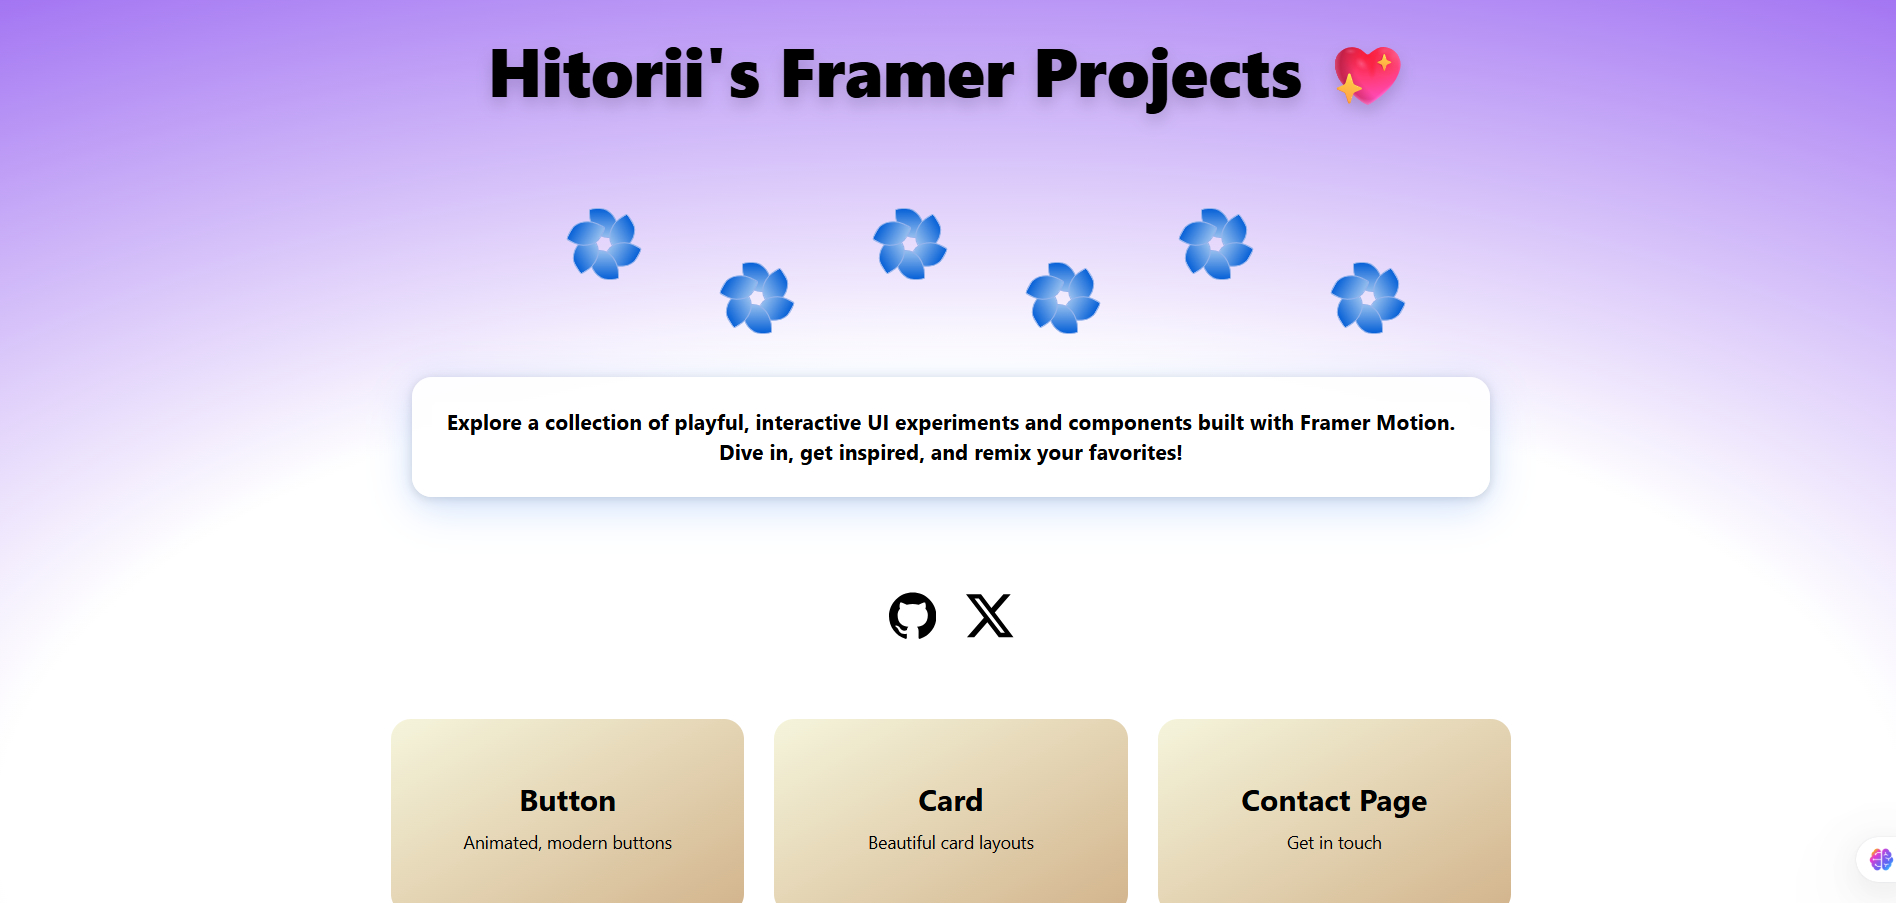 Hitorii's Framer Projects 💖
Explore a collection of playful, interactive UI experiments and components built with Framer Motion.
Dive in, get inspired, and remix your favorites!
Button
Animated, modern buttons
Card
Beautiful card layouts
Contact Page
Get in touch